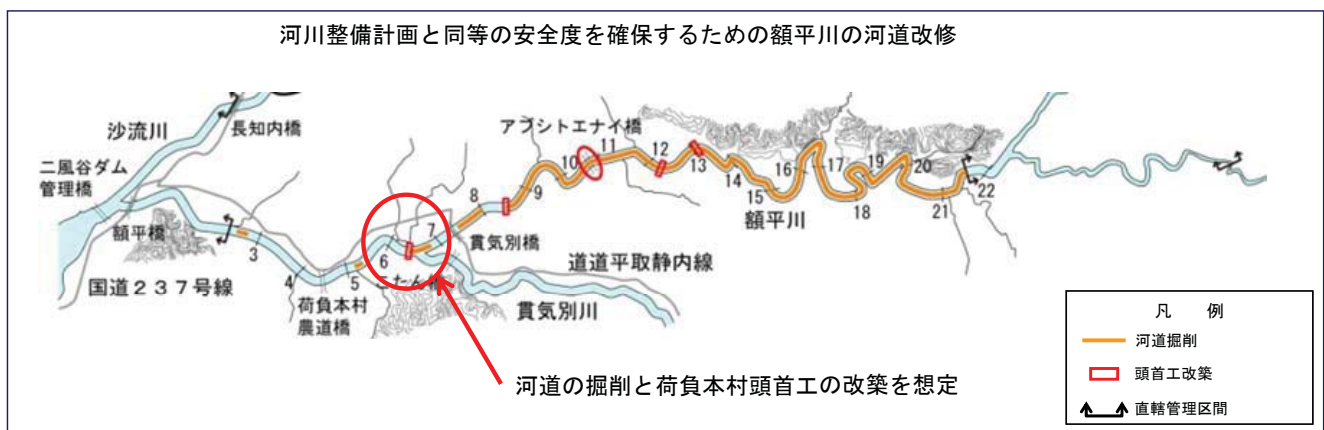 河川整備計画と同等の安全度を確保するための額平川の河道改修
沙流川
長知内橋
二風谷ダム
管理橋
額平橋
国道237号線
3
4
荷負本村
農道橋
5
6
こたん橋
7
貫気別橋
8
道道平取静内線
貫気別川
9
10
アブシトエナイ橋
11
12
13
14
15
16
17
額平川
18
19
20
21
22
河道の掘削と荷負本村頭首工の改築を想定
凡 例
河道掘削
頭首工改築
直轄管理区間